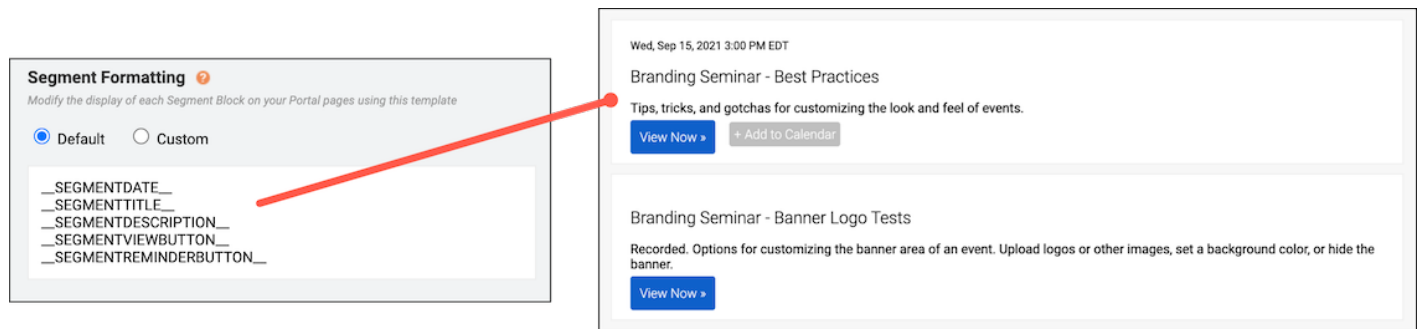 Segment Formatting ?
Modify the display of each Segment Block on your Portal pages using this template
Default Custom
__SEGMENTDATE__
__SEGMENTTITLE__
__SEGMENTDESCRIPTION__
__SEGMENTVIEWBUTTON__
__SEGMENTREMINDERBUTTON__
Wed, Sep 15, 2021 3:00 PM EDT
Branding Seminar - Best Practices
Tips, tricks, and gotchas for customizing the look and feel of events.
View Now » + Add to Calendar
Branding Seminar - Banner Logo Tests
Recorded. Options for customizing the banner area of an event. Upload logos or other images, set a background color, or hide the
banner.
View Now »